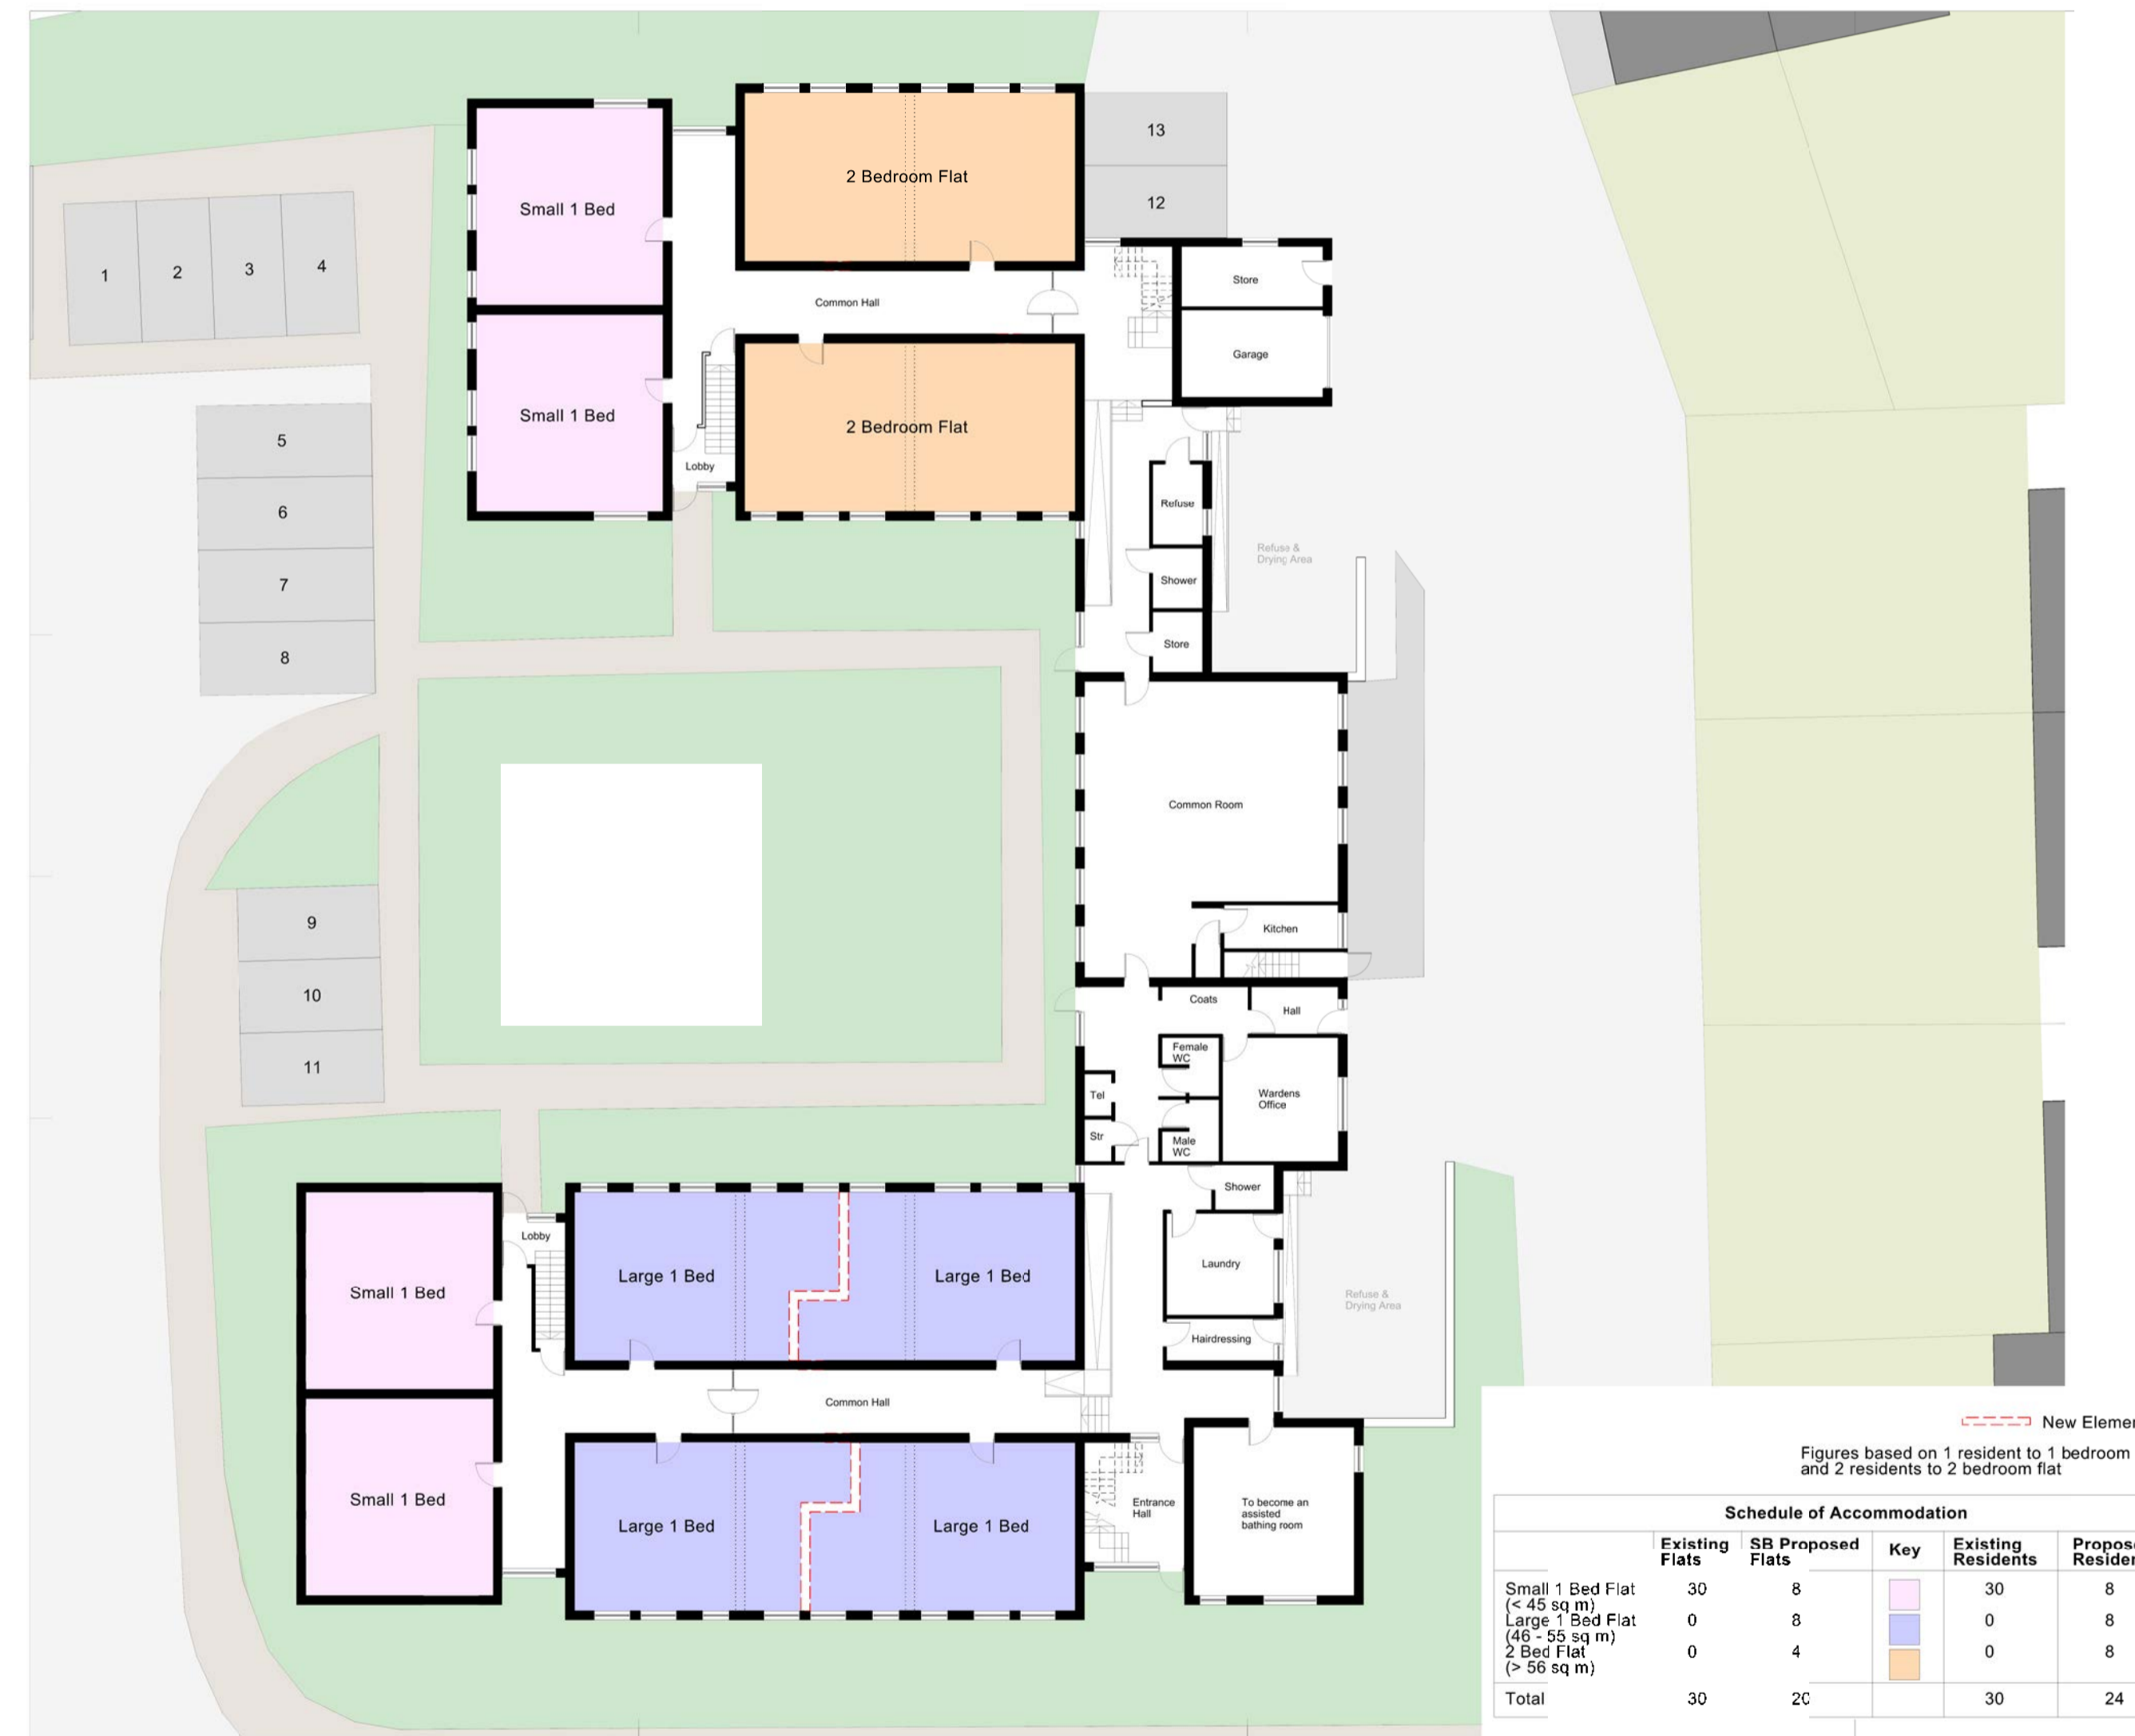 13
2 Bedroom Flat
12
Small 1 Bed
1
2
3
4
Store
Common Hall
Garage
Small 1 Bed
2 Bedroom Flat
5
Lobby
6
Refuse
Refuse &
Drying Area
7
Shower
8
Store
Common Room
9
Kitchen
10
Coats
Hall
11
Female
WC
Tel
Wardens
Office
Str
Male
WC
Shower
Lobby
Large 1 Bed
Large 1 Bed
Laundry
Small 1 Bed
Refuse &
Drying Area
Hairdressing
Common Hall
Small 1 Bed
Large 1 Bed
Large 1 Bed
Entrance
Hall
To become an
assisted
bathing room
New Elemen
Figures based on 1 resident to 1 bedroom
and 2 residents to 2 bedroom flat
Schedule of Accommodation
Existing Flats SB Proposed Flats Key Existing Residents
Small 1 Bed Flat 30 8 30 8
(< 45 sq m)
Large 1 Bed Flat 0 8 0 8
(46 - 55 sq m)
2 Bed Flat 0 4 0 8
(> 56 sq m)
Total 30 20 30 24